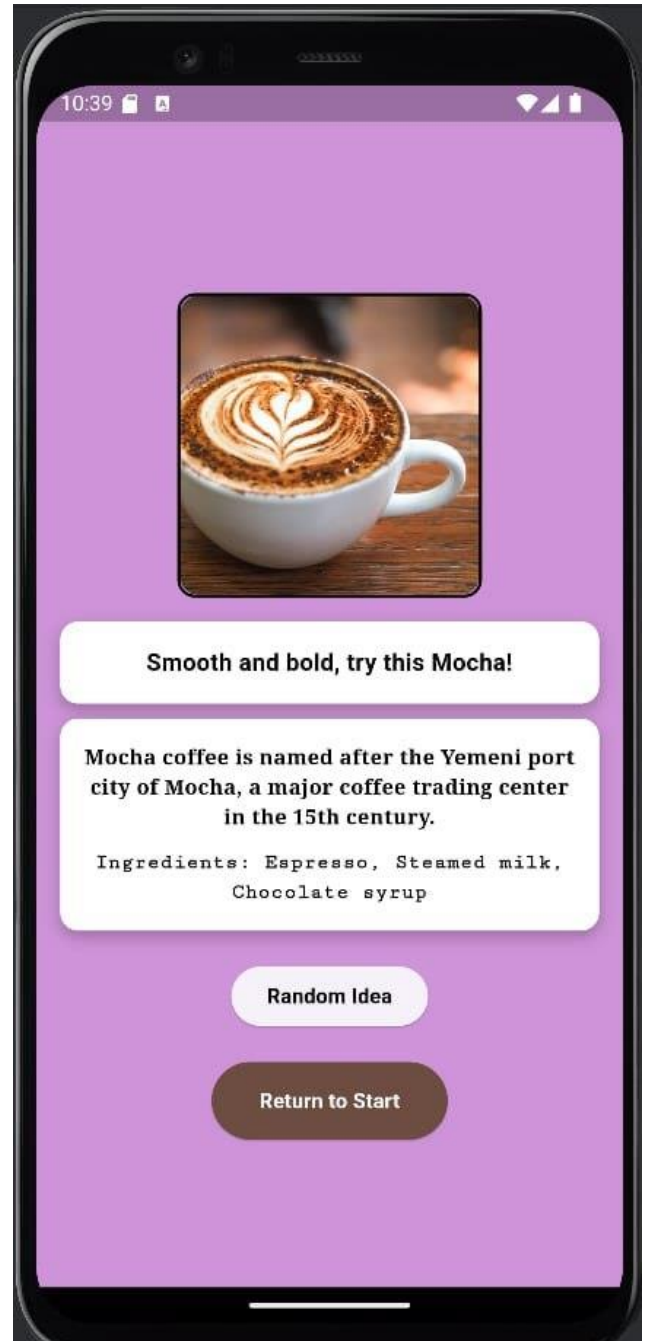 10:39
A
Smooth and bold, try this Mocha!
Mocha coffee is named after the Yemeni port
city of Mocha, a major coffee trading center
in the 15th century.
Ingredients: Espresso, Steamed milk,
Chocolate syrup
Random Idea
Return to Start